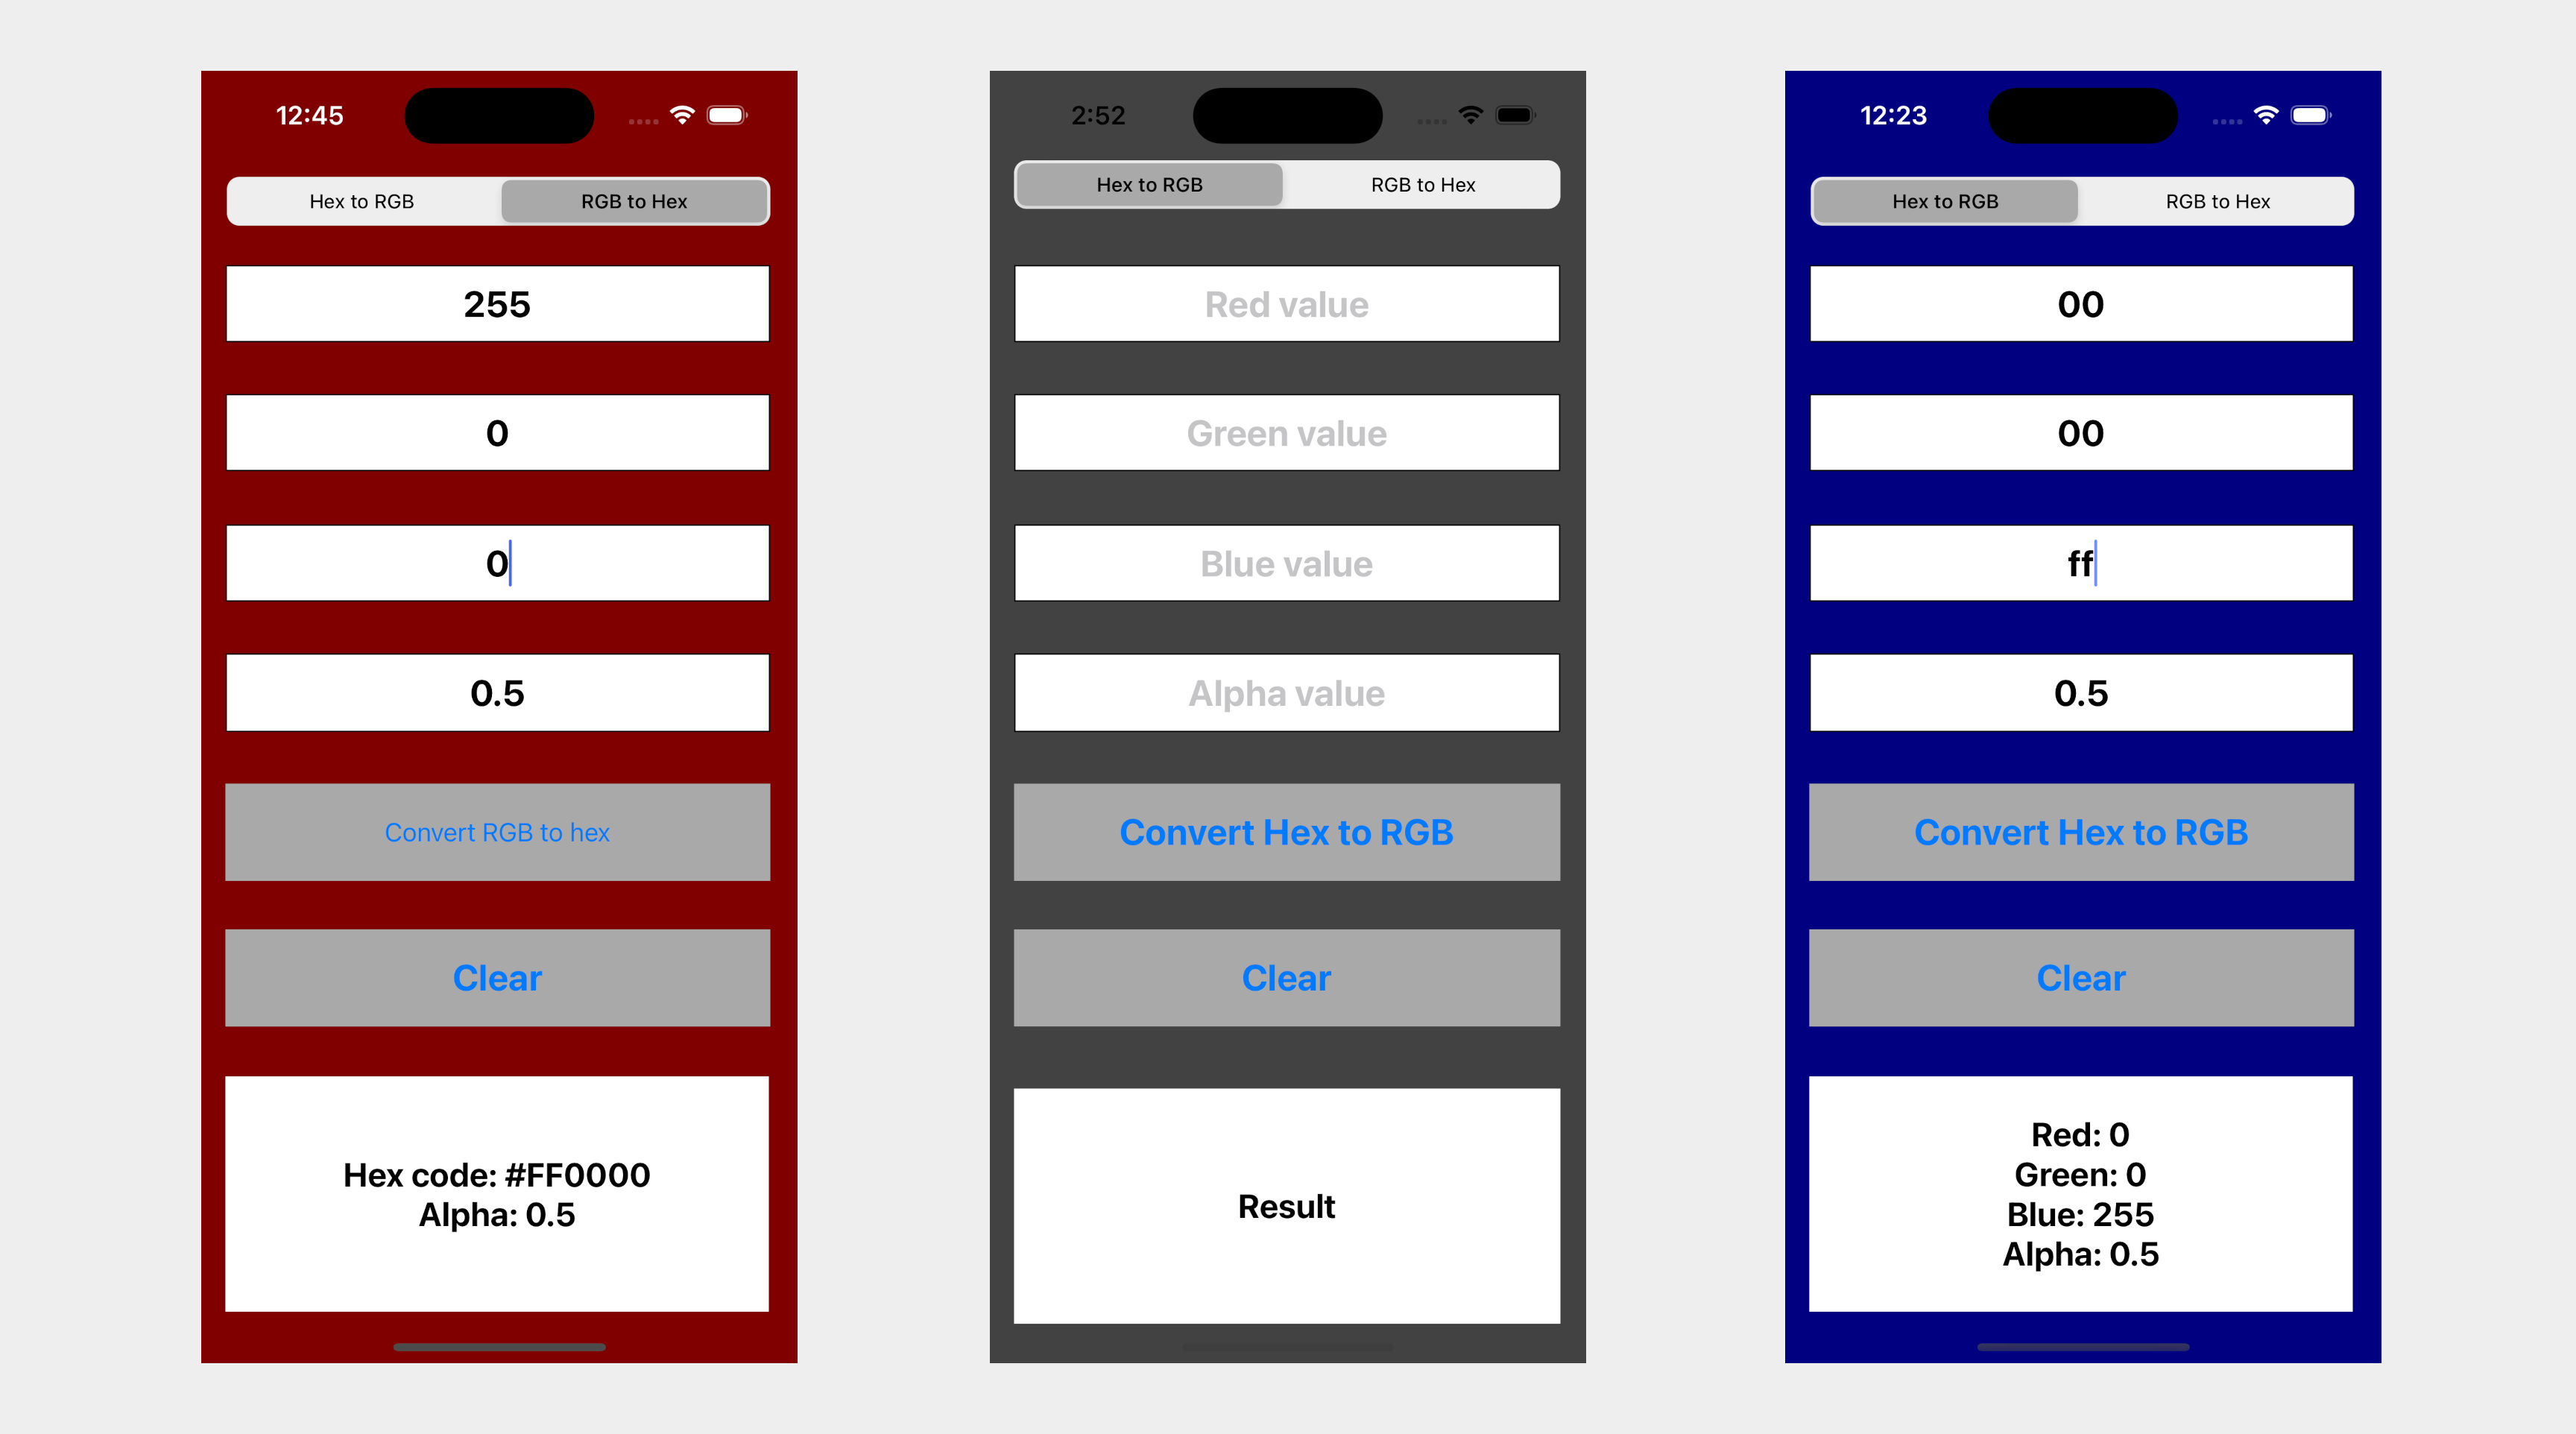 12:45
Hex to RGB RGB to Hex
255
0
0
0.5
Convert RGB to hex
Clear
Hex code: #FF0000
Alpha: 0.5
2:52
Hex to RGB RGB to Hex
Red value
Green value
Blue value
Alpha value
Convert Hex to RGB
Clear
Result
12:23
Hex to RGB RGB to Hex
00
00
ff
0.5
Convert Hex to RGB
Clear
Red: 0
Green: 0
Blue: 255
Alpha: 0.5